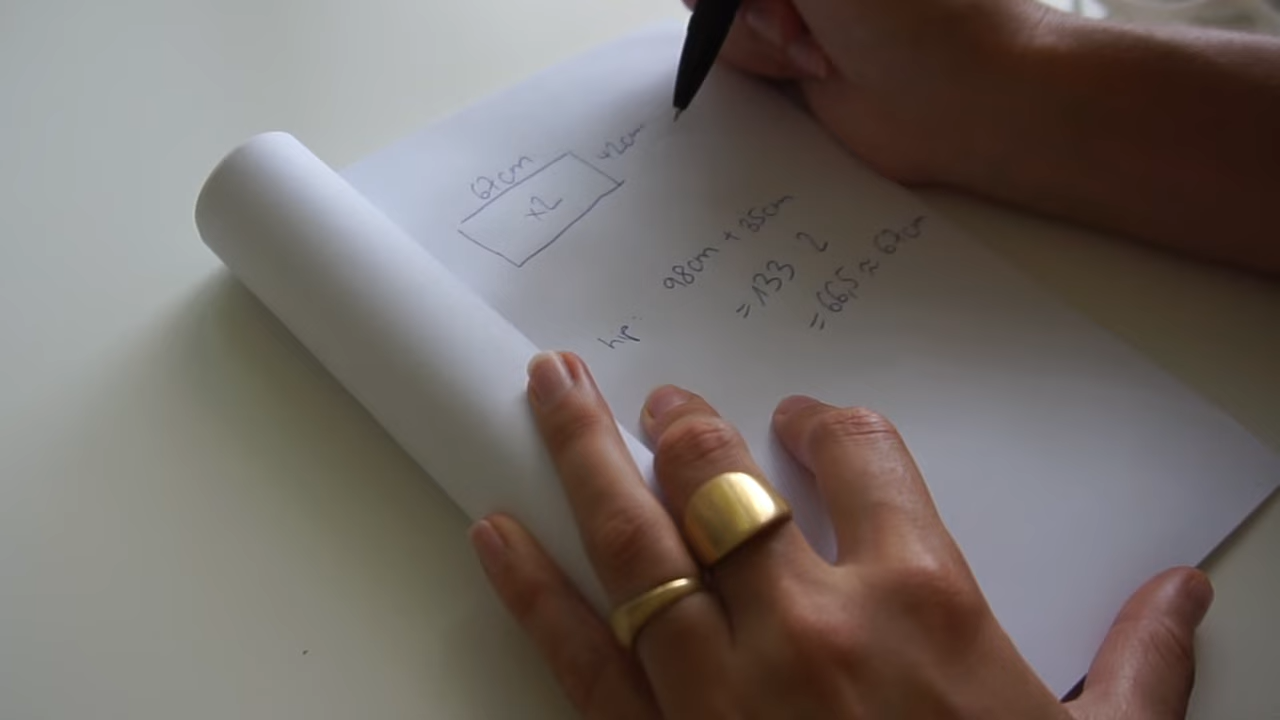 67cm
42cm
x2
hip: 98cm + 35cm
= 133 2
= 66,5 ≈ 67cm